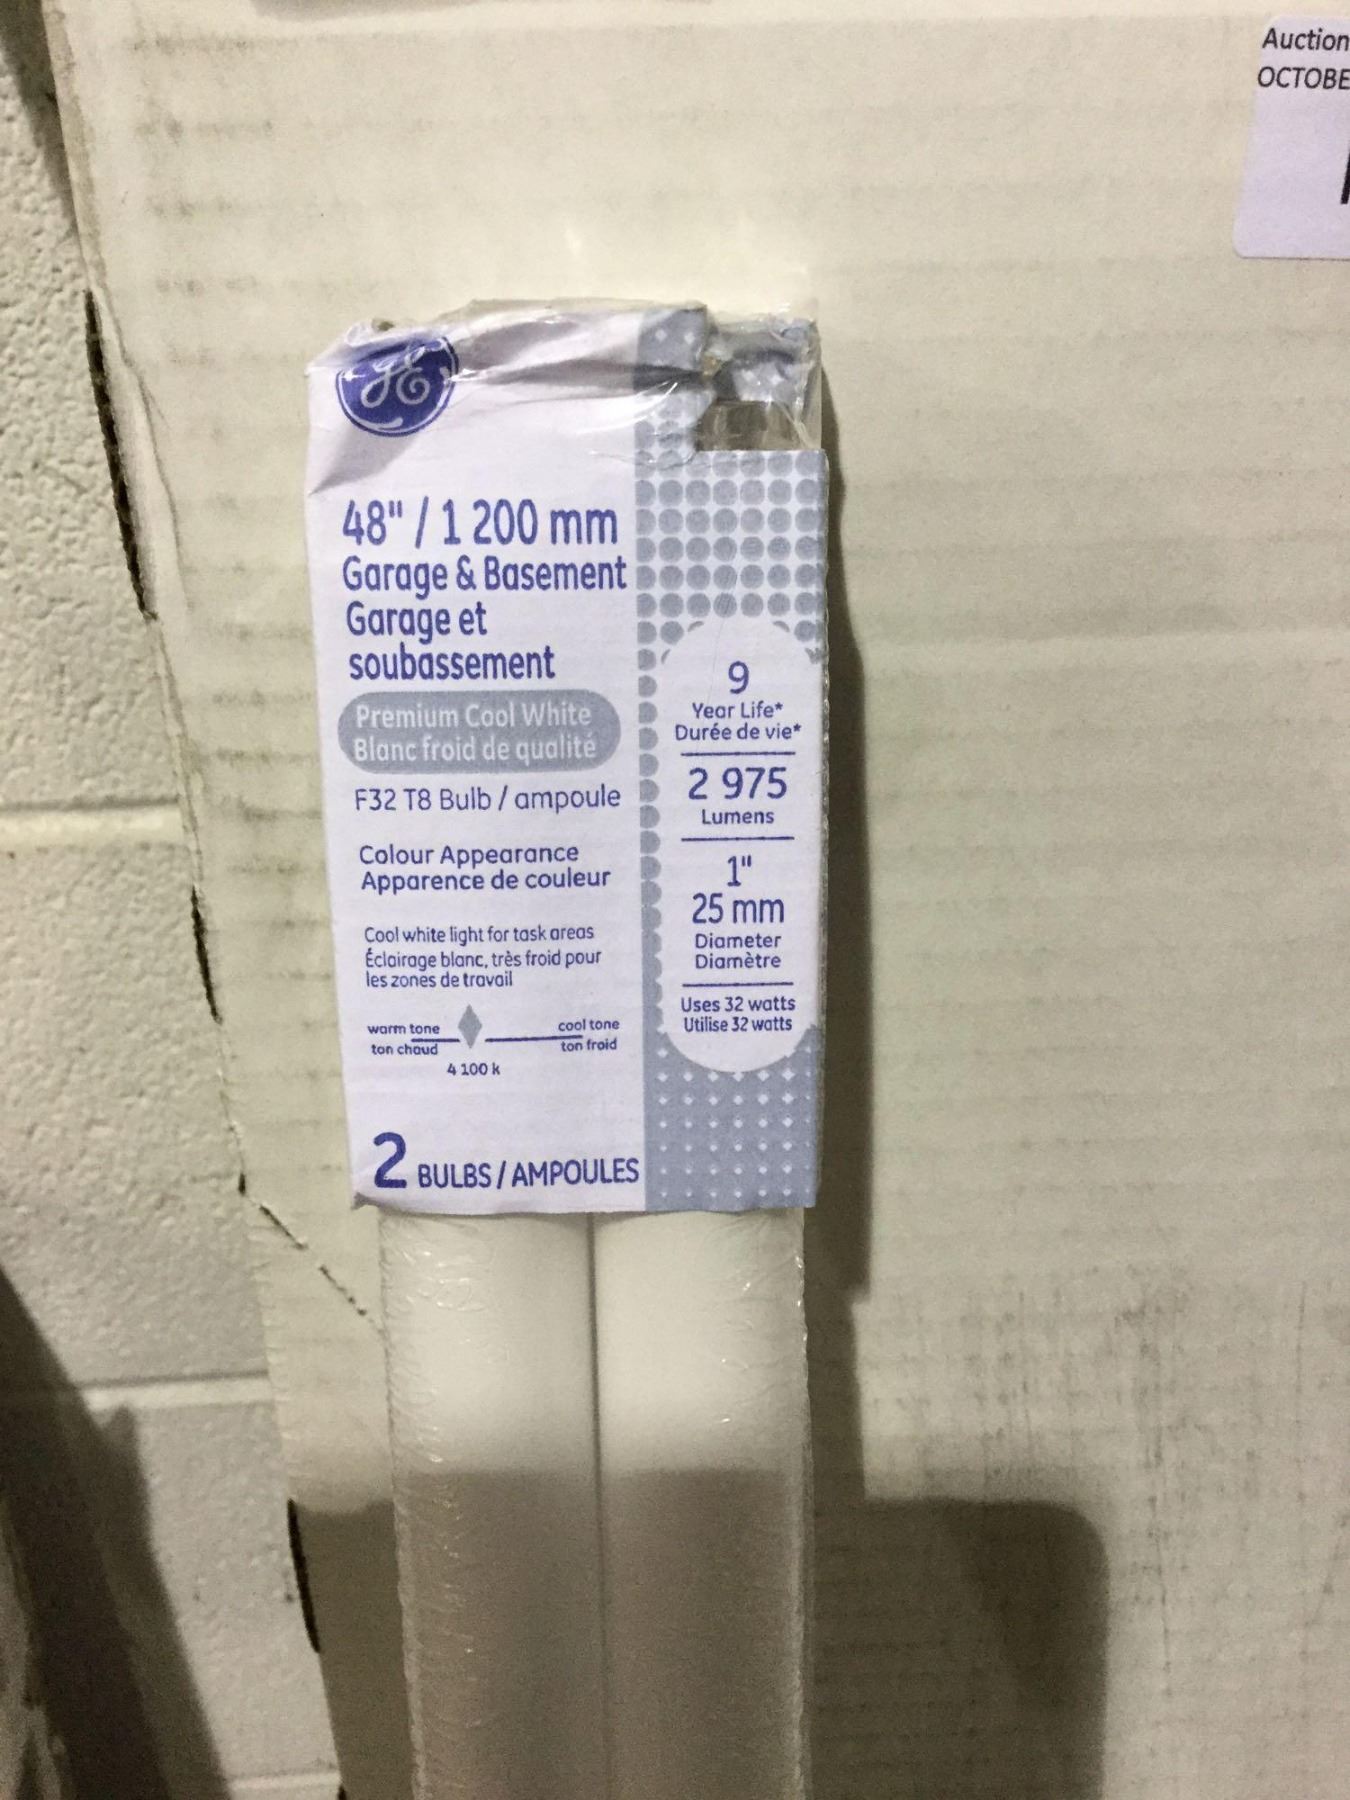 Auction
OCTOBE
GE
48" / 1 200 mm
Garage & Basement
Garage et
soubassement
Premium Cool White
Blanc froid de qualité
F32 T8 Bulb / ampoule
Colour Appearance
Apparence de couleur
Cool white light for task areas
Éclairage blanc, très froid pour
les zones de travail
warm tone
ton chaud
cool tone
ton froid
4 100 k
2 BULBS / AMPOULES
9
Year Life*
Durée de vie*
2 975
Lumens
1"
25 mm
Diameter
Diamètre
Uses 32 watts
Utilise 32 watts